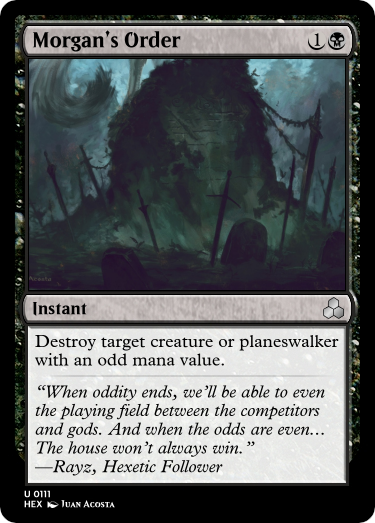 Morgan's Order 1
Instant
Destroy target creature or planeswalker
with an odd mana value.
“When oddity ends, we’ll be able to even
the playing field between the competitors
and gods. And when the odds are even…
The house won’t always win.”
—Rayz, Hexetic Follower
U 0111
HEX Juan Acosta